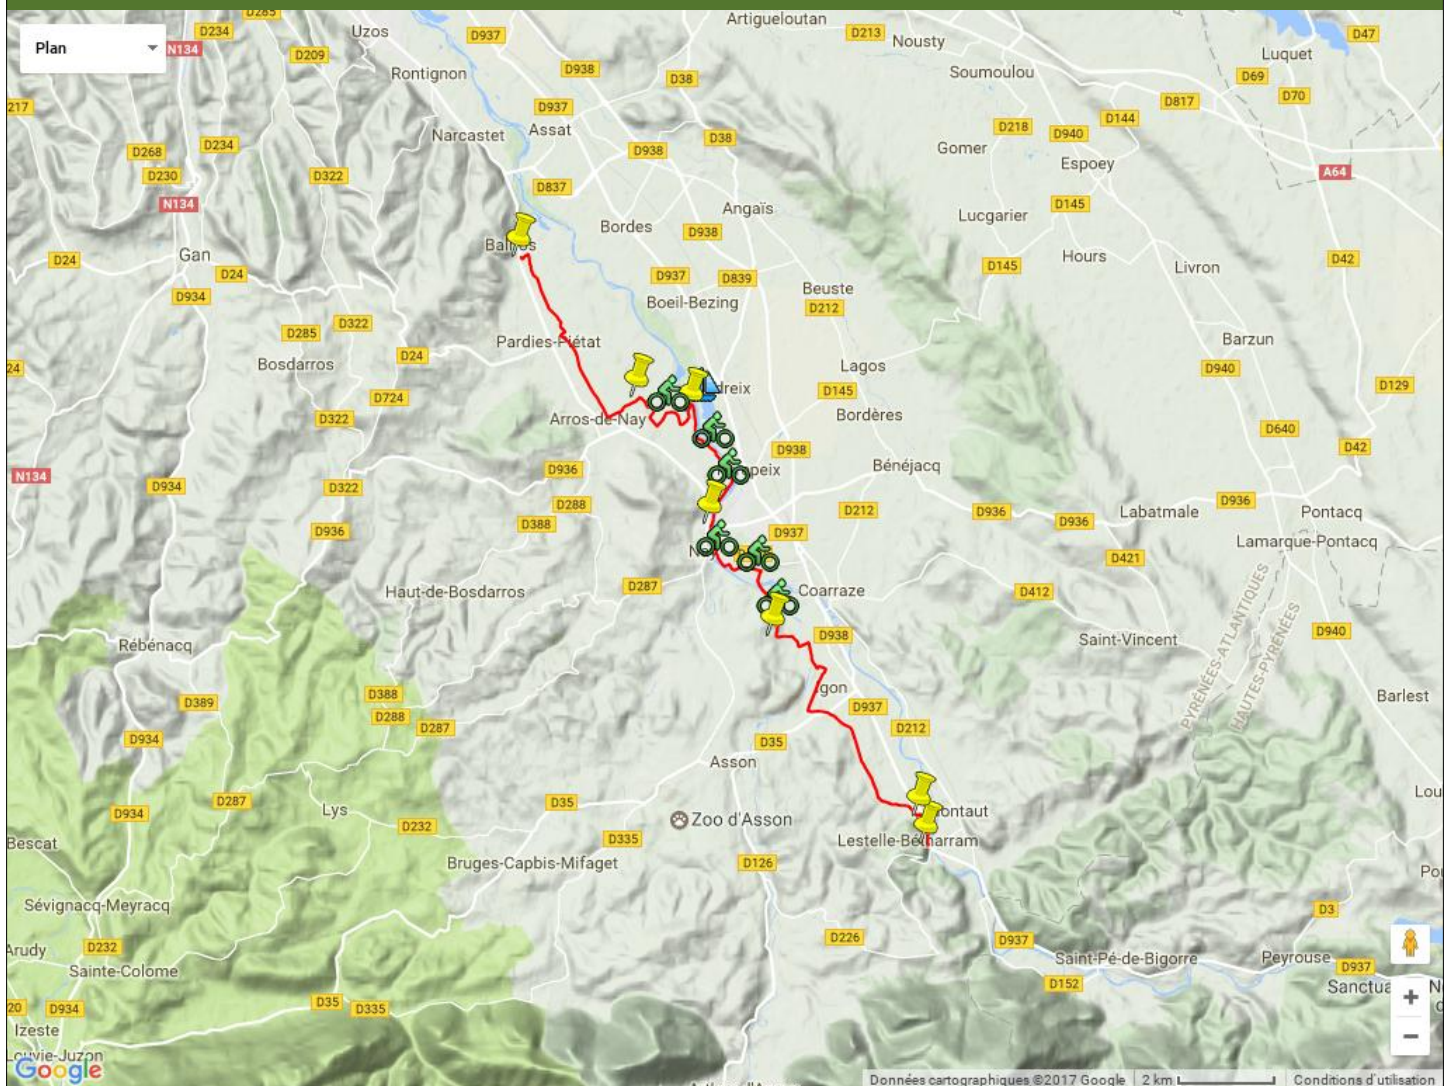 D285
Artigueloutan
D234
Uzos
D937
D213
Nousty
D47
Plan
N134
D209
Luquet
Rontignon
D938
D38
Soumoulou
D69
D70
217
D937
D817
D144
Narcastet
Assat
D38
D218
D940
D268
D234
D938
Gomer
Espoey
D230
D322
D837
A64
N134
Angaïs
Lucgarier
D145
Bordes
D938
Gan
D24
D24
D145
Hours
Livron
D42
D937
D839
D934
Boeil-Bezing
Beuste
D212
D285
D322
Pardies-Piétat
Barzun
Bosdarros
D24
24
Lagos
D940
D724
D145
D129
D322
Arros-de-Nay
Bordères
D640
D938
D42
N134
D936
Bénéjacq
D934
D322
D288
D936
D388
D212
D936
D936
Labatmale
Pontacq
D936
D937
Lamarque-Pontacq
D421
Haut-de-Bosdarros
D287
Coarraze
D412
PYRÉNÉES-ATLANTIQUES
HAUTES-PYRÉNÉES
Rébénacq
D938
Saint-Vincent
D940
D389
D388
D288
D287
Igon
D937
D212
Barlest
D934
D35
Asson
D287
Lys
D35
D934
D232
Zoo d'Asson
D335
Lestelle-Bétharram
Bescat
Bruges-Capbis-Mifaget
D126
Sévignacq-Meyracq
D3
D226
D937
Arudy
D232
Sainte-Colome
Saint-Pé-de-Bigorre
Peyrouse
D937
D152
20
D934
D35
D335
Izeste
Louvie-Juzon
Google
Données cartographiques ©2017 Google
2 km
Conditions d'utilisation